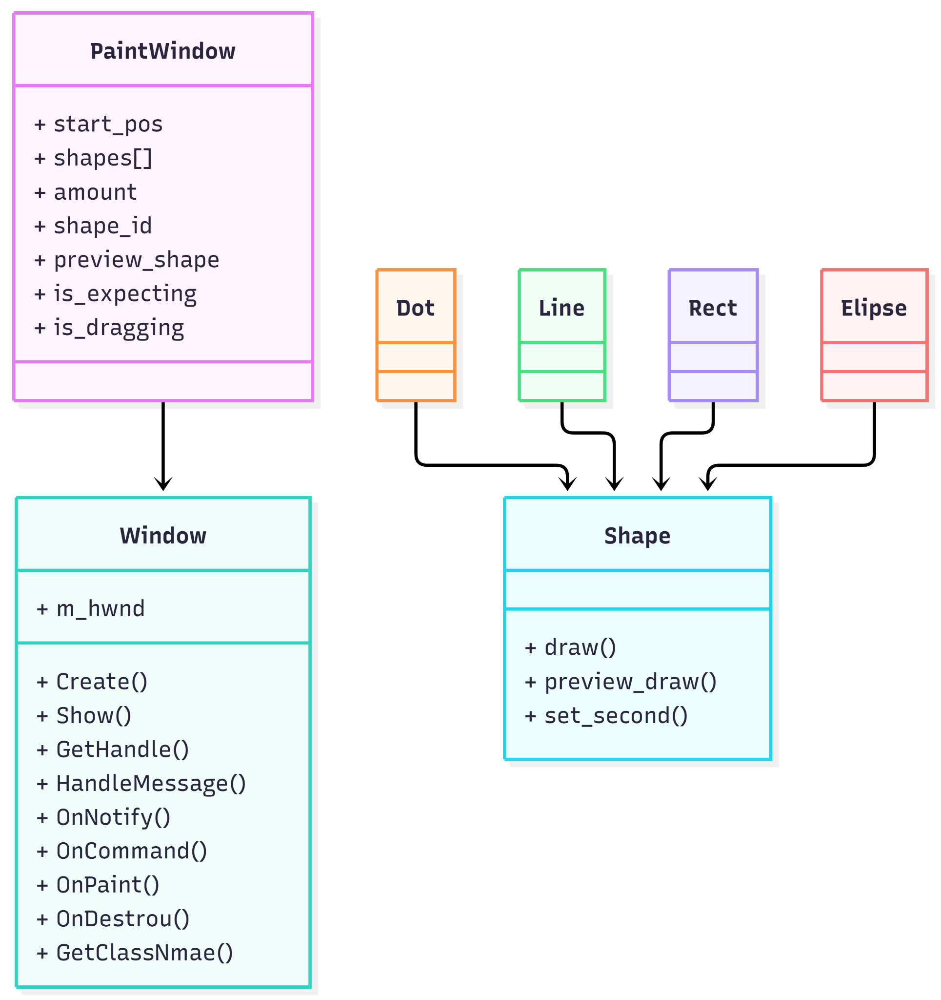 PaintWindow
+ start_pos
+ shapes[]
+ amount
+ shape_id
+ preview_shape
+ is_expecting
+ is_dragging
Dot
Line
Rect
Elipse
Window
+ m_hwnd
+ Create()
+ Show()
+ GetHandle()
+ HandleMessage()
+ OnNotify()
+ OnCommand()
+ OnPaint()
+ OnDestrou()
+ GetClassNmae()
Shape
+ draw()
+ preview_draw()
+ set_second()